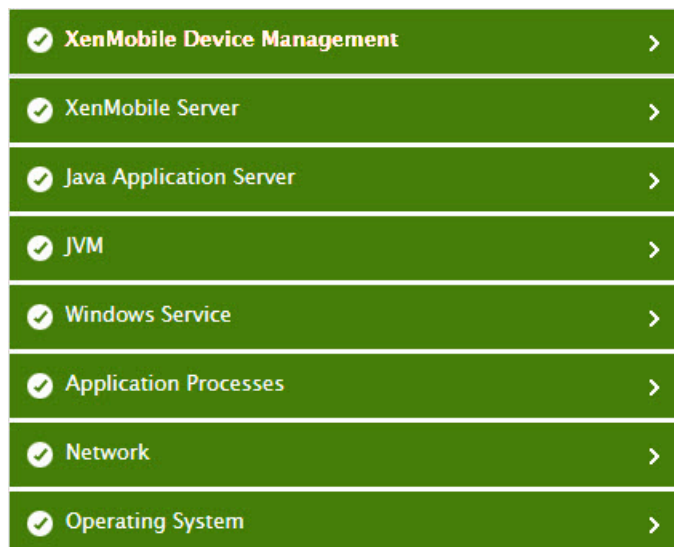 XenMobile Device Management
XenMobile Server
Java Application Server
JVM
Windows Service
Application Processes
Network
Operating System